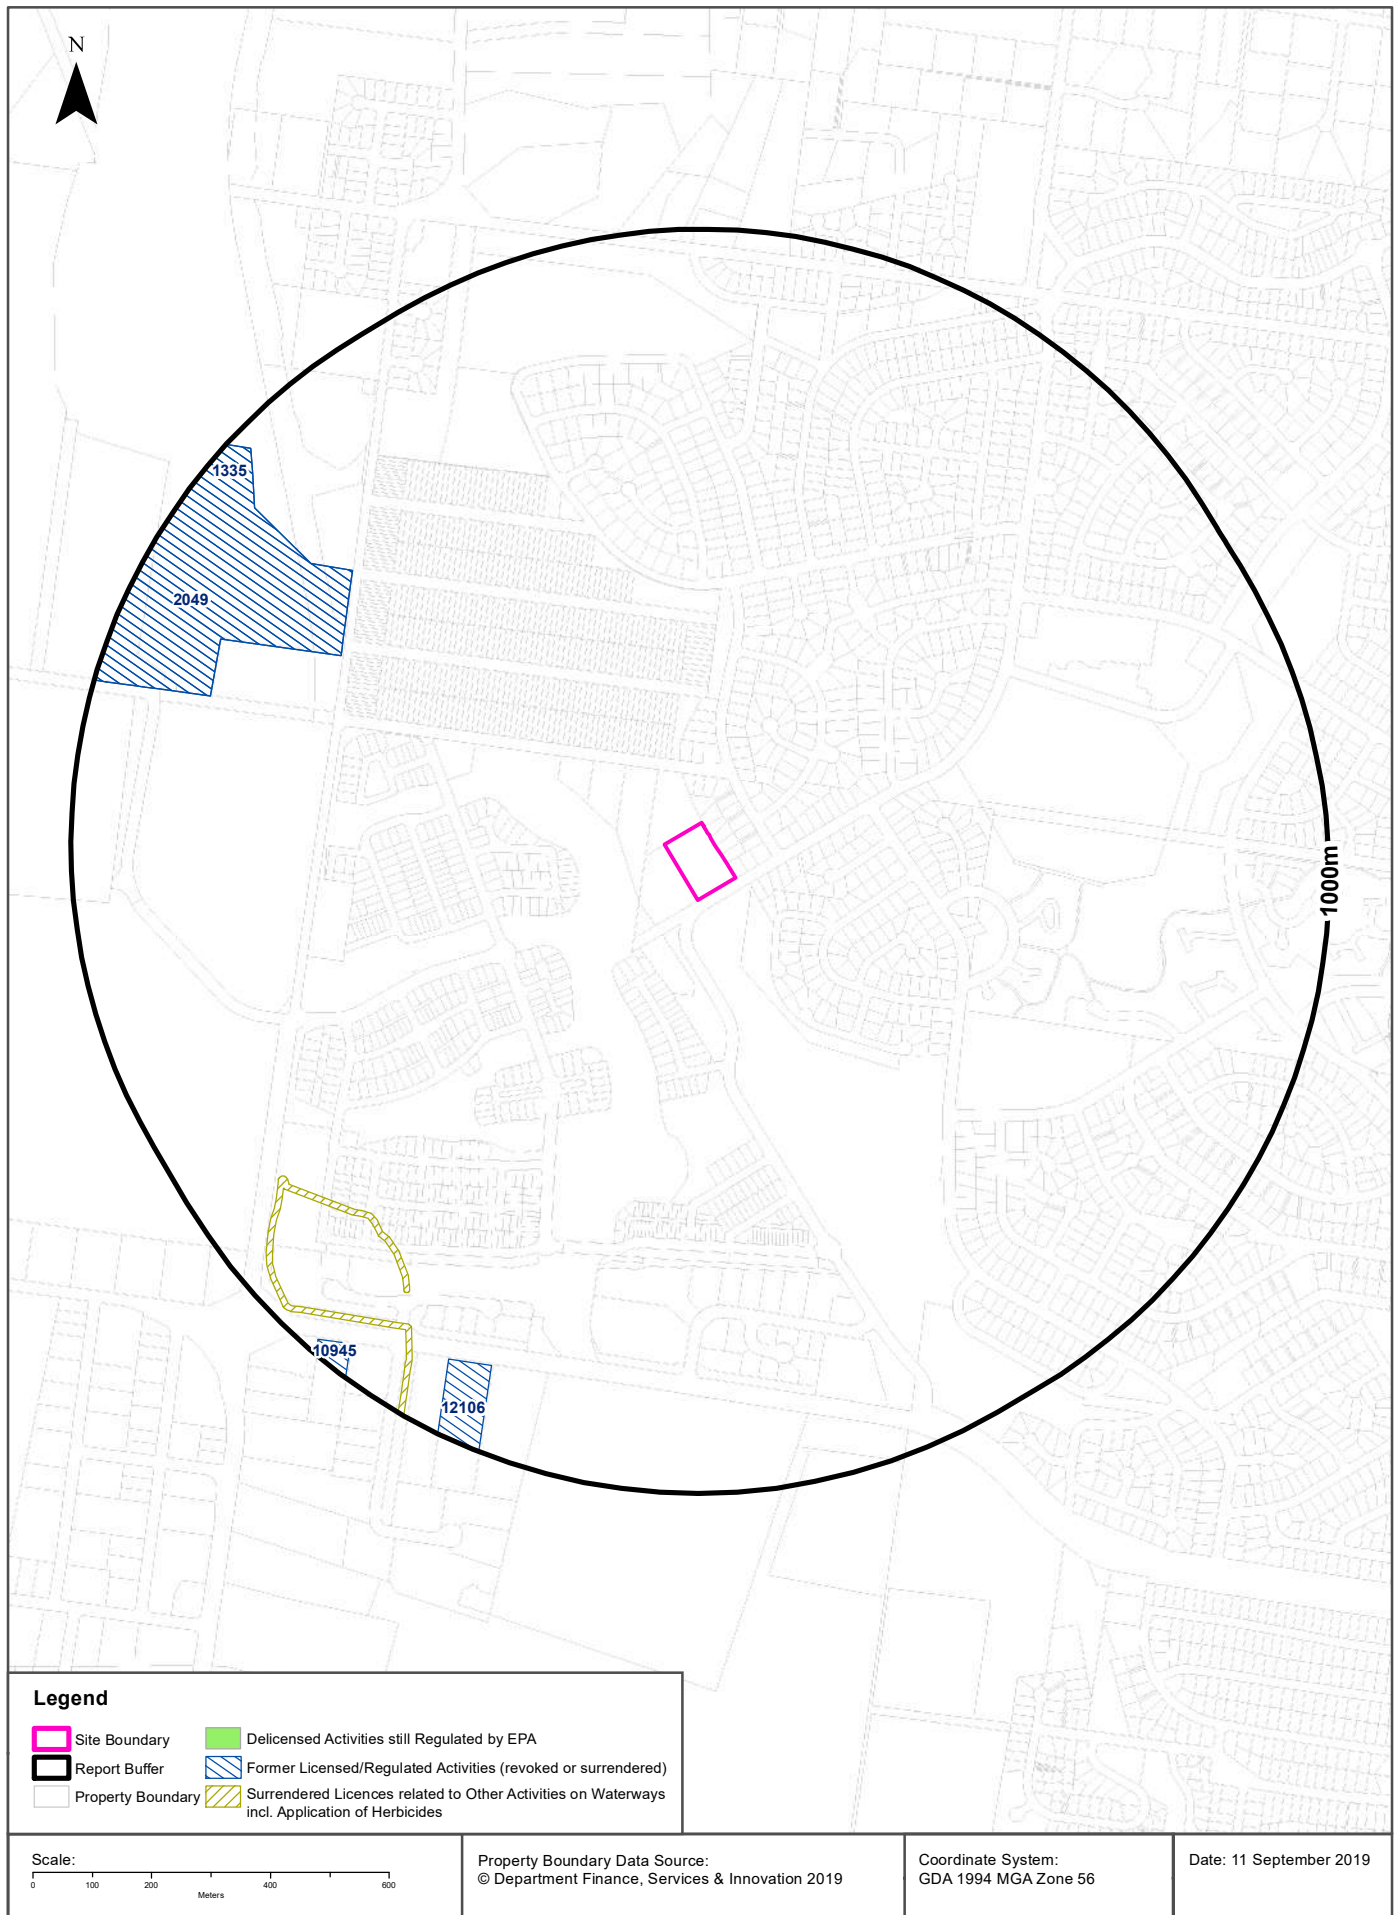 N
1335
2049
1000m
10945
12106
Legend
Site Boundary
Report Buffer
Property Boundary
Delicensed Activities still Regulated by EPA
Former Licensed/Regulated Activities (revoked or surrendered)
Surrendered Licences related to Other Activities on Waterways
incl. Application of Herbicides
Scale:
0 100 200 400 600
Meters
Property Boundary Data Source:
© Department Finance, Services & Innovation 2019
Coordinate System:
GDA 1994 MGA Zone 56
Date: 11 September 2019